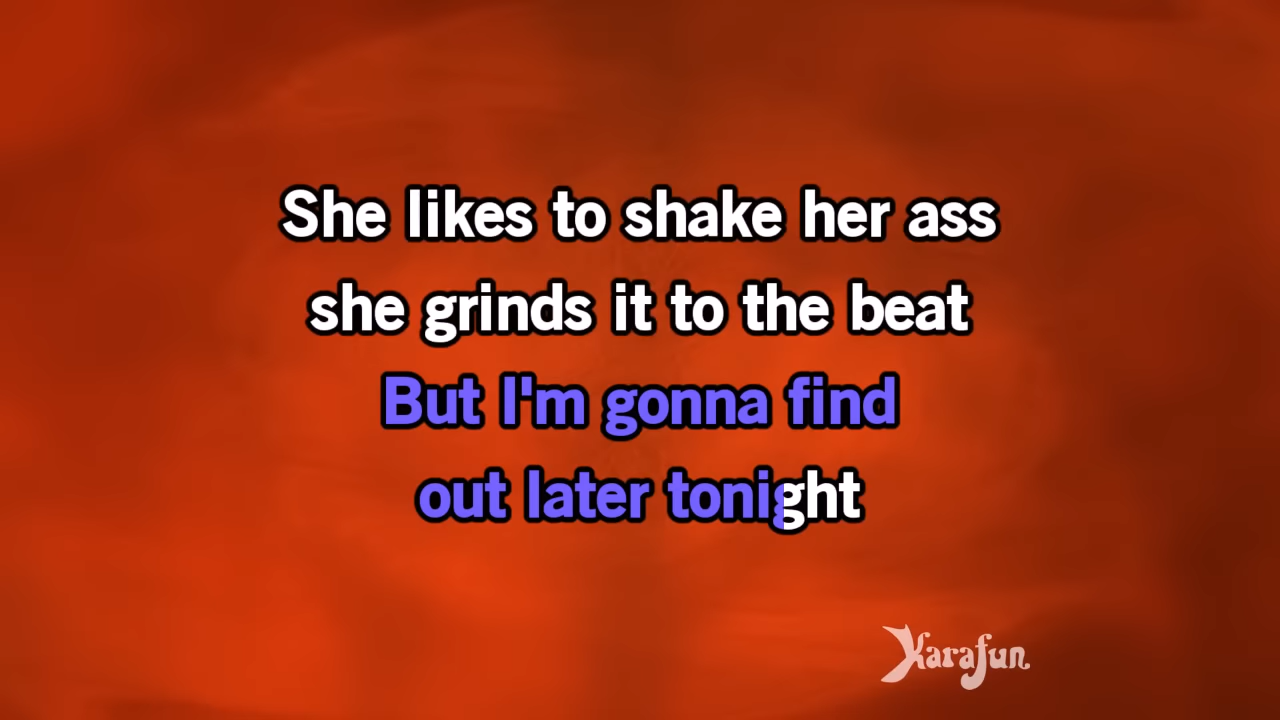 She likes to shake her ass
she grinds it to the beat
But I'm gonna find
out later tonight
Karafun